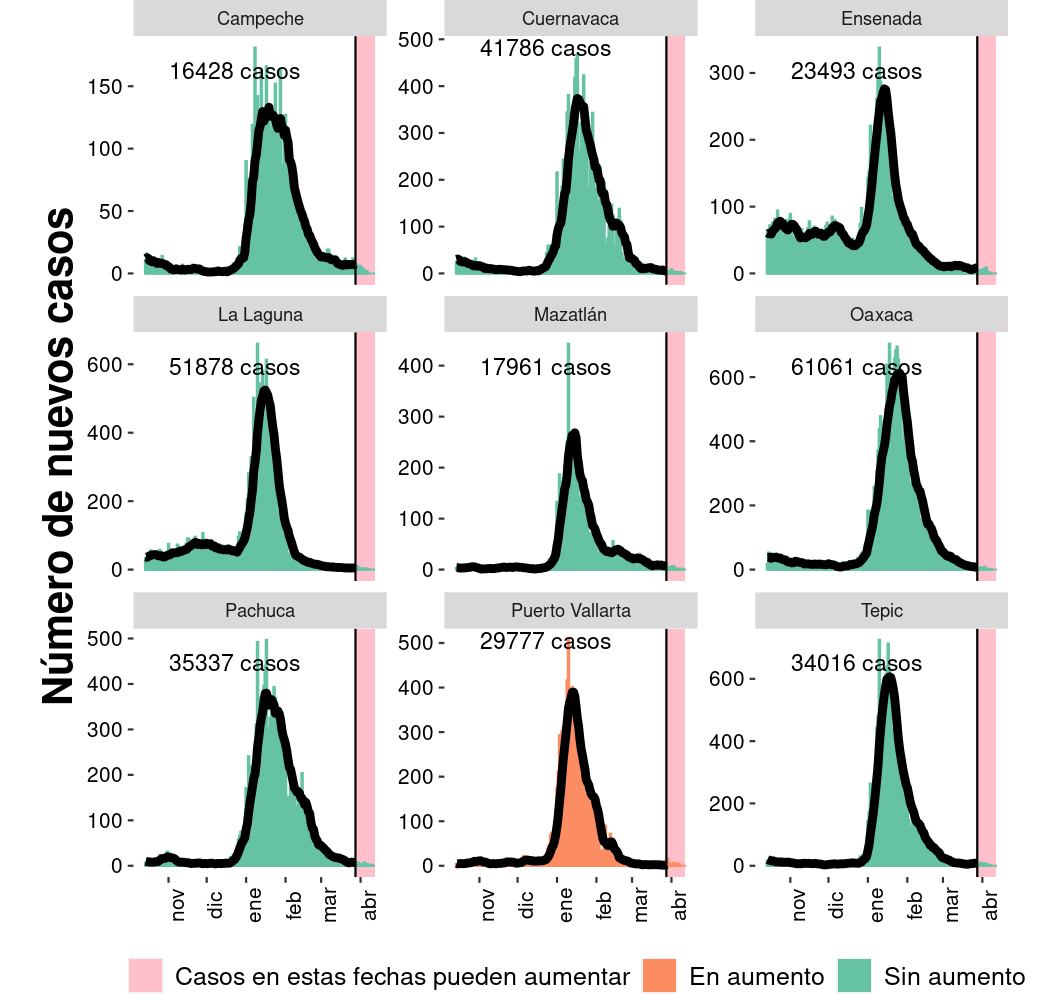 Número de nuevos casos
Campeche
Cuernavaca
Ensenada
16428 casos
150
100
50
0
41786 casos
500
400
300
200
100
0
23493 casos
300
200
100
0
La Laguna
Mazatlán
Oaxaca
51878 casos
600
400
200
0
17961 casos
400
300
200
100
0
61061 casos
600
400
200
0
Pachuca
Puerto Vallarta
Tepic
35337 casos
500
400
300
200
100
0
29777 casos
500
400
300
200
100
0
34016 casos
600
400
200
0
nov dic ene feb mar abr
nov dic ene feb mar abr
nov dic ene feb mar abr
Casos en estas fechas pueden aumentar En aumento Sin aumento